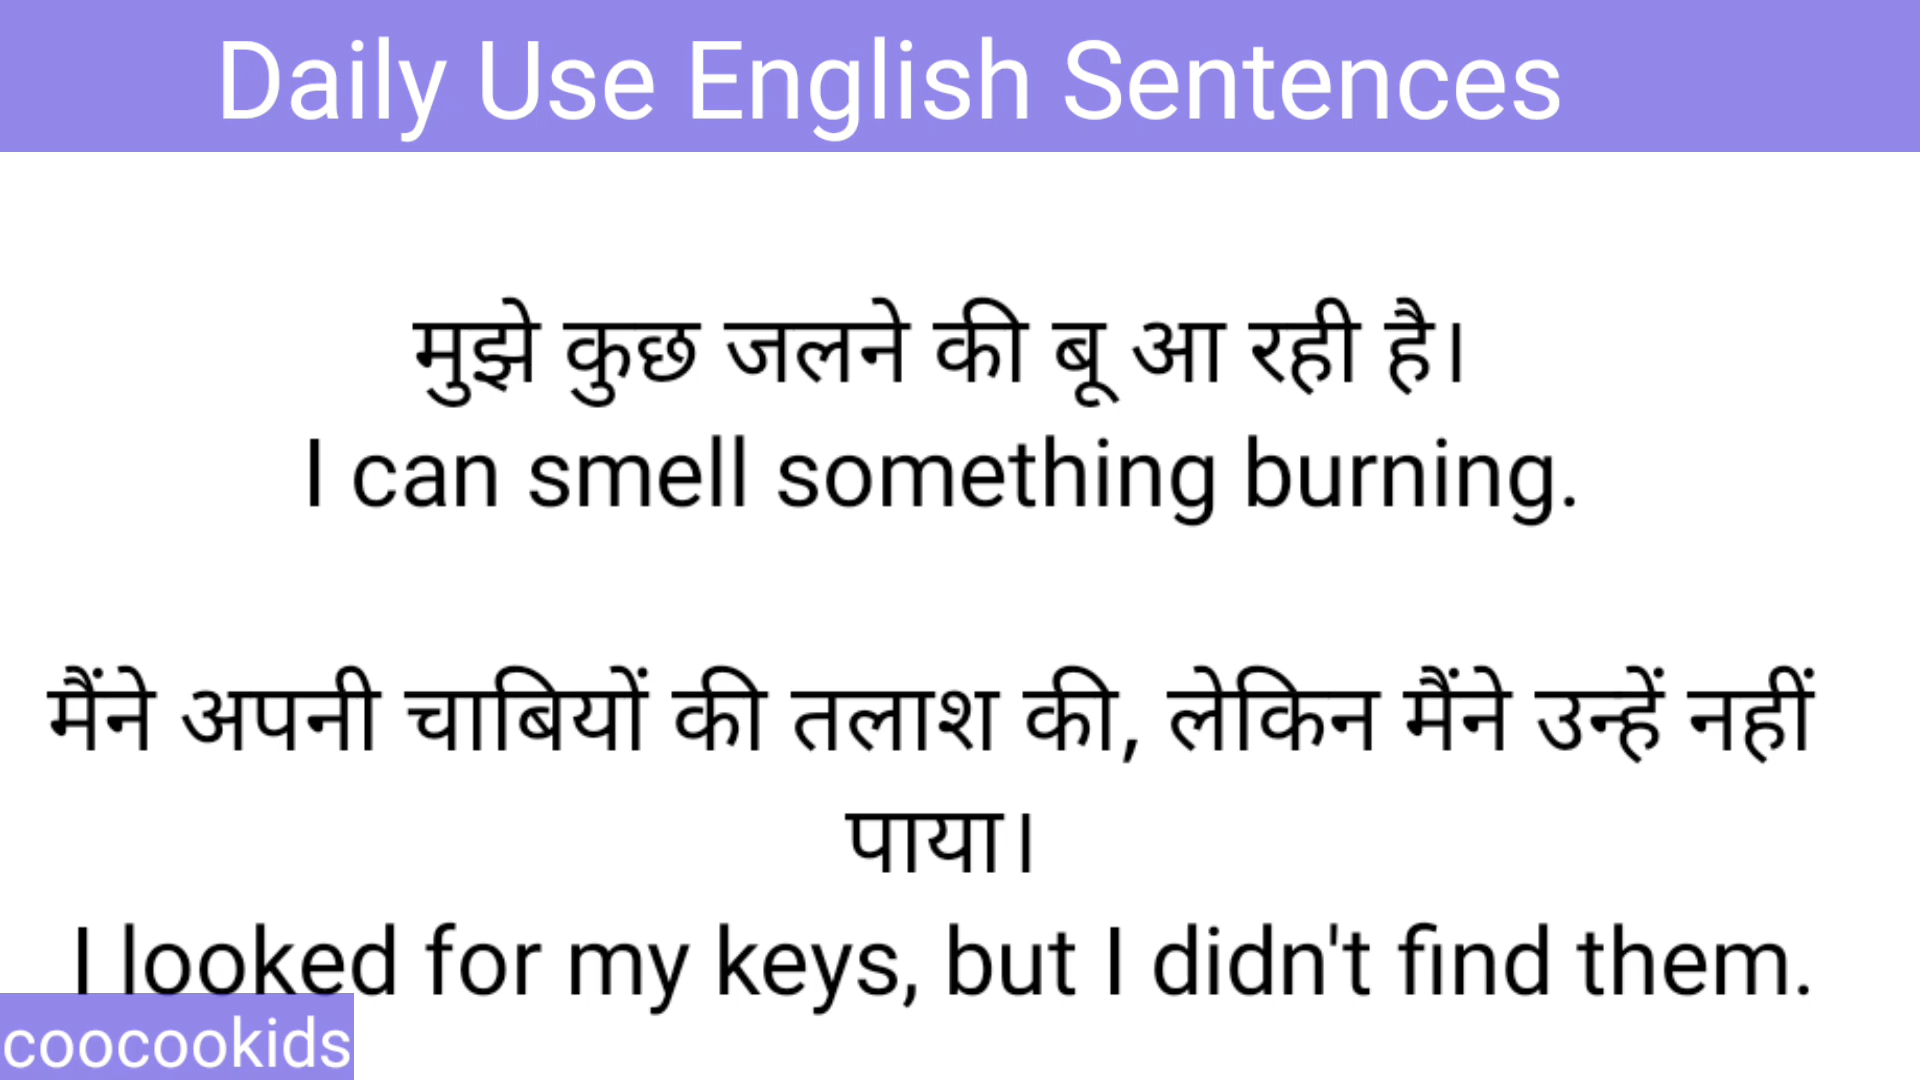 Daily Use English Sentences
मुझे कुछ जलने की बू आ रही है।
I can smell something burning.
मैंने अपनी चाबियों की तलाश की, लेकिन मैंने उन्हें नहीं
पाया।
I looked for my keys, but I didn't find them.
coocookids